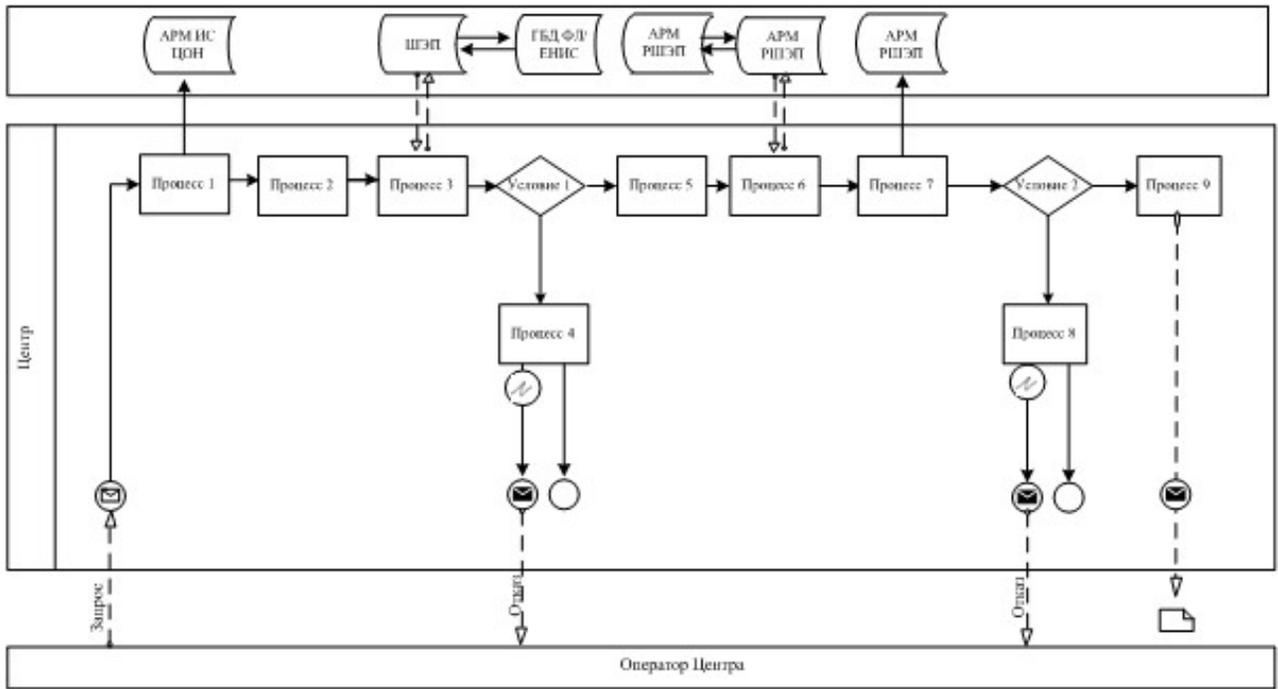 АРМ ИС
ЦОН
ШЭП
ГБД ФЛ/
ЕНИС
АРМ
РШЭП
АРМ
РШЭП
АРМ
РШЭП
Процесс 1
Процесс 2
Процесс 3
Условие 1
Процесс 5
Процесс 6
Процесс 7
Условие 2
Процесс 9
Процесс 4
Процесс 8
Центр
Запрос
Отказ
Отказ
Оператор Центра